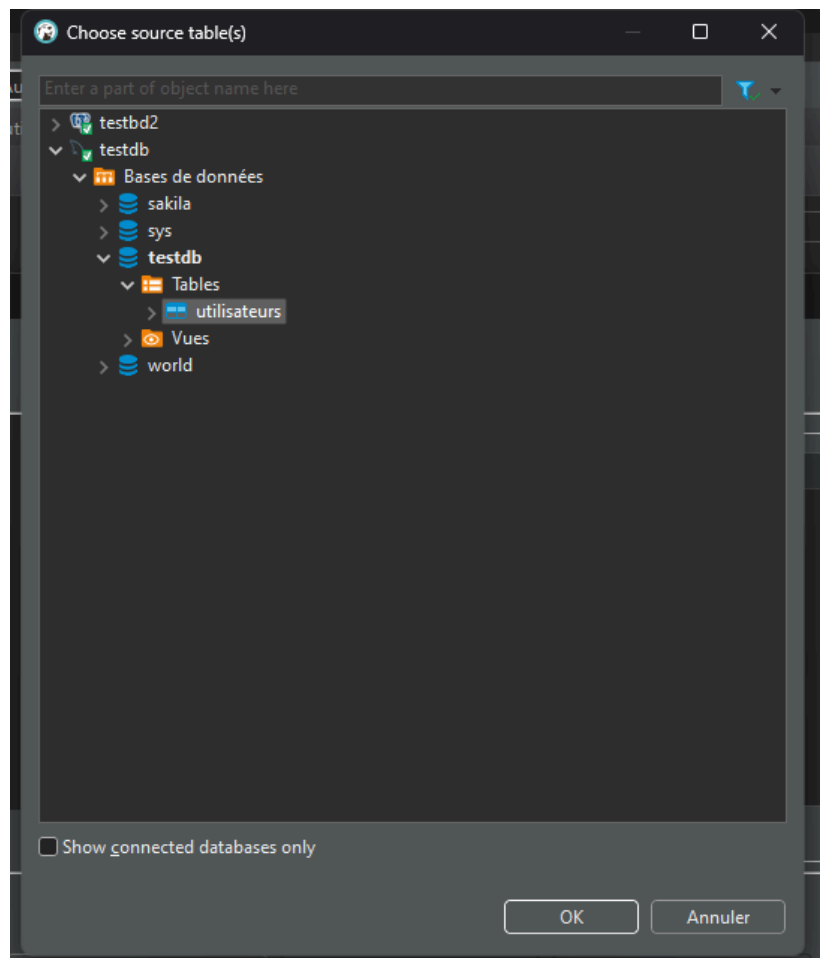 Choose source table(s)
Enter a part of object name here
testbd2
testdb
Bases de données
sakila
sys
testdb
Tables
utilisateurs
Vues
world
Show connected databases only
OK
Annuler